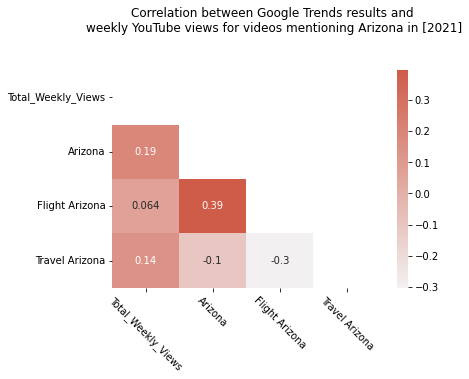 Correlation between Google Trends results and
weekly YouTube views for videos mentioning Arizona in [2021]
Total_Weekly_Views
Arizona
0.19
Flight Arizona
0.064
0.39
Travel Arizona
0.14
-0.1
-0.3
Total_Weekly_Views
Arizona
Flight Arizona
Travel Arizona
0.3
0.2
0.1
0.0
−0.1
−0.2
−0.3